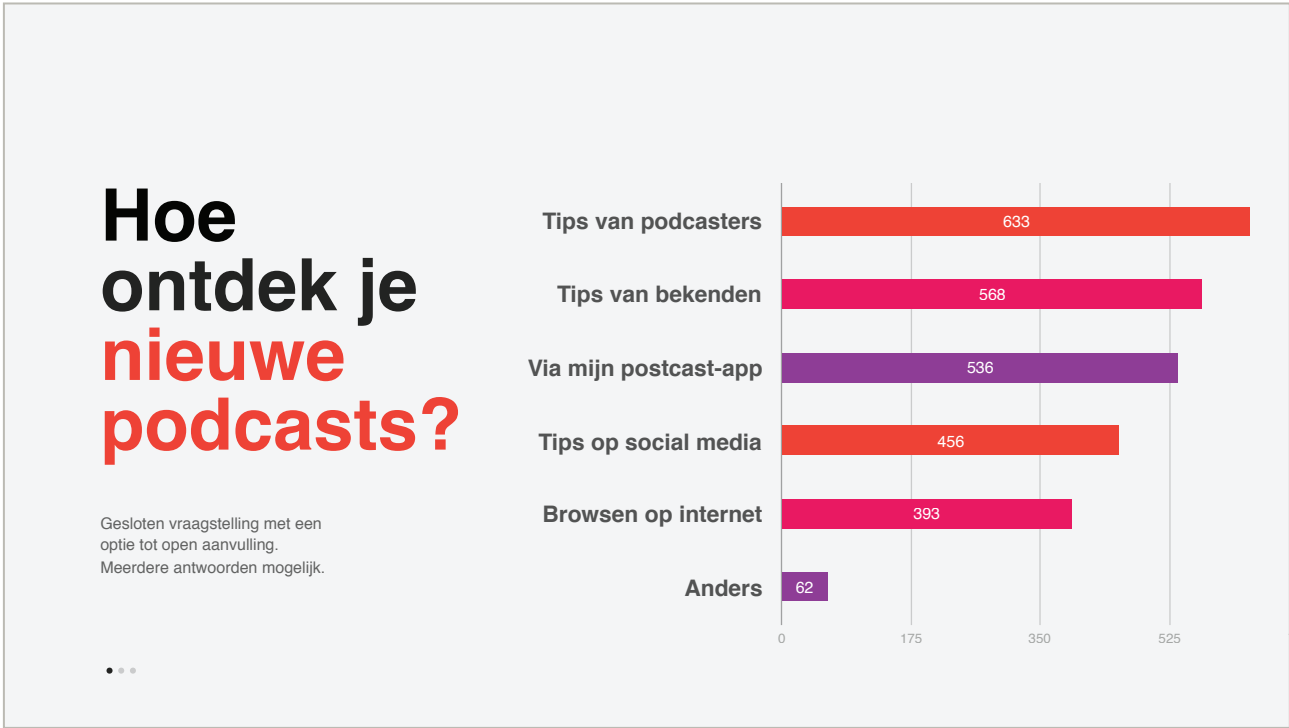 Hoe
ontdek je
nieuwe
podcasts?
Gesloten vraagstelling met een
optie tot open aanvulling.
Meerdere antwoorden mogelijk.
Tips van podcasters 633
Tips van bekenden 568
Via mijn postcast-app 536
Tips op social media 456
Browsen op internet 393
Anders 62
0 175 350 525